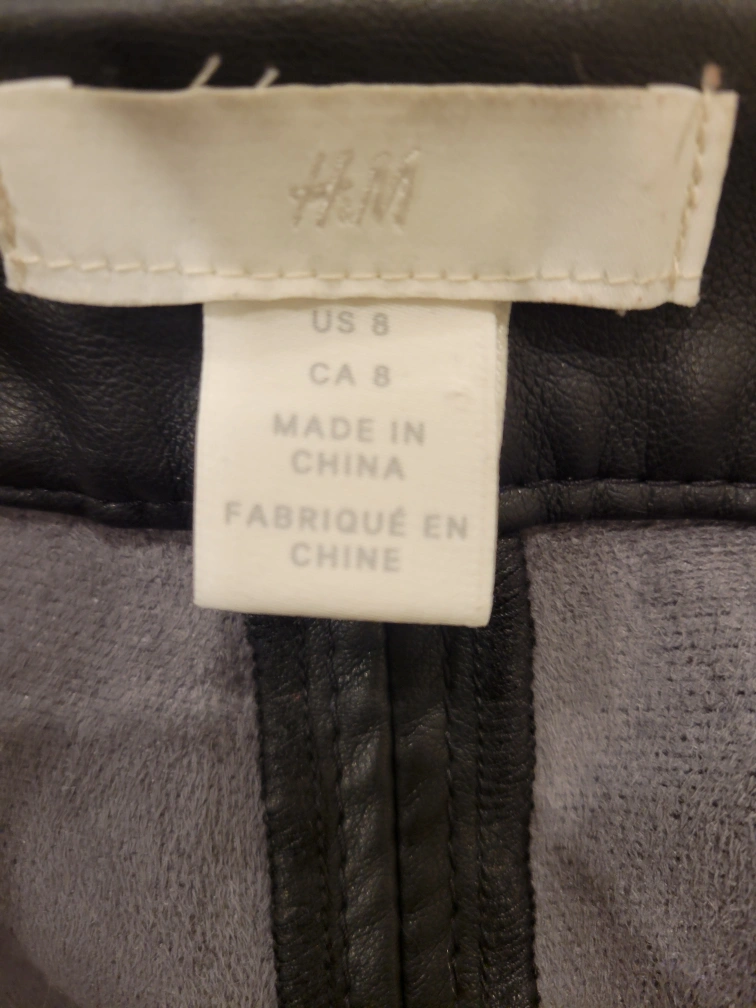 H&M
US 8
CA 8
MADE IN
CHINA
FABRIQUÉ EN
CHINE